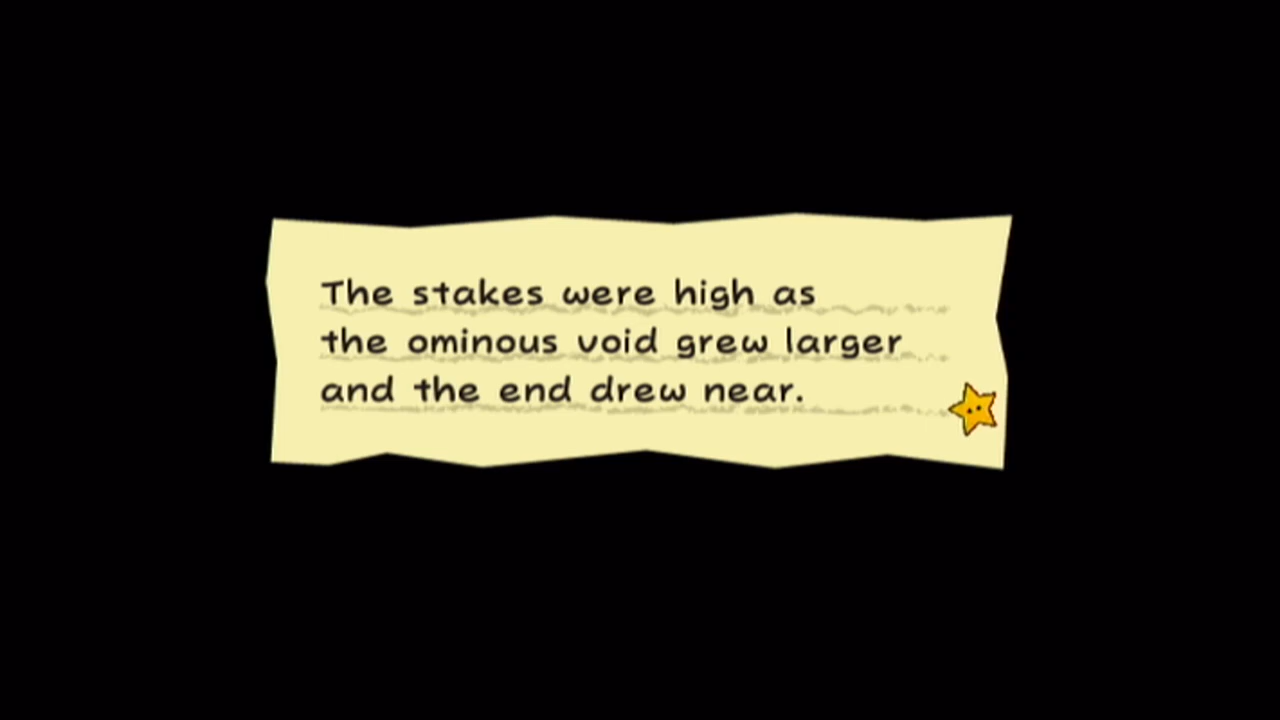 The stakes were high as
the ominous void grew larger
and the end drew near.